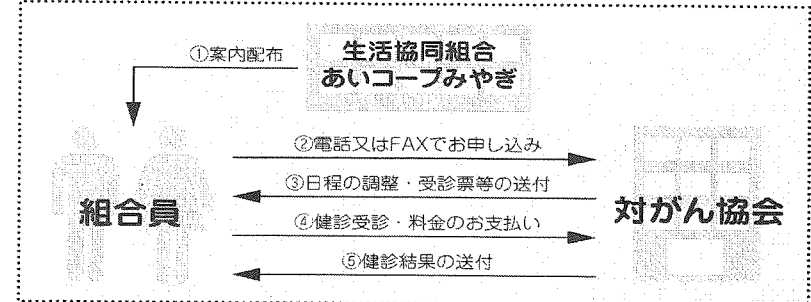 ①案内配布
生活協同組合
あいコープみやぎ
②電話又はFAXでお申し込み
③日程の調整・受診票等の送付
組合員
対がん協会
④健診受診・料金のお支払い
⑤健診結果の送付